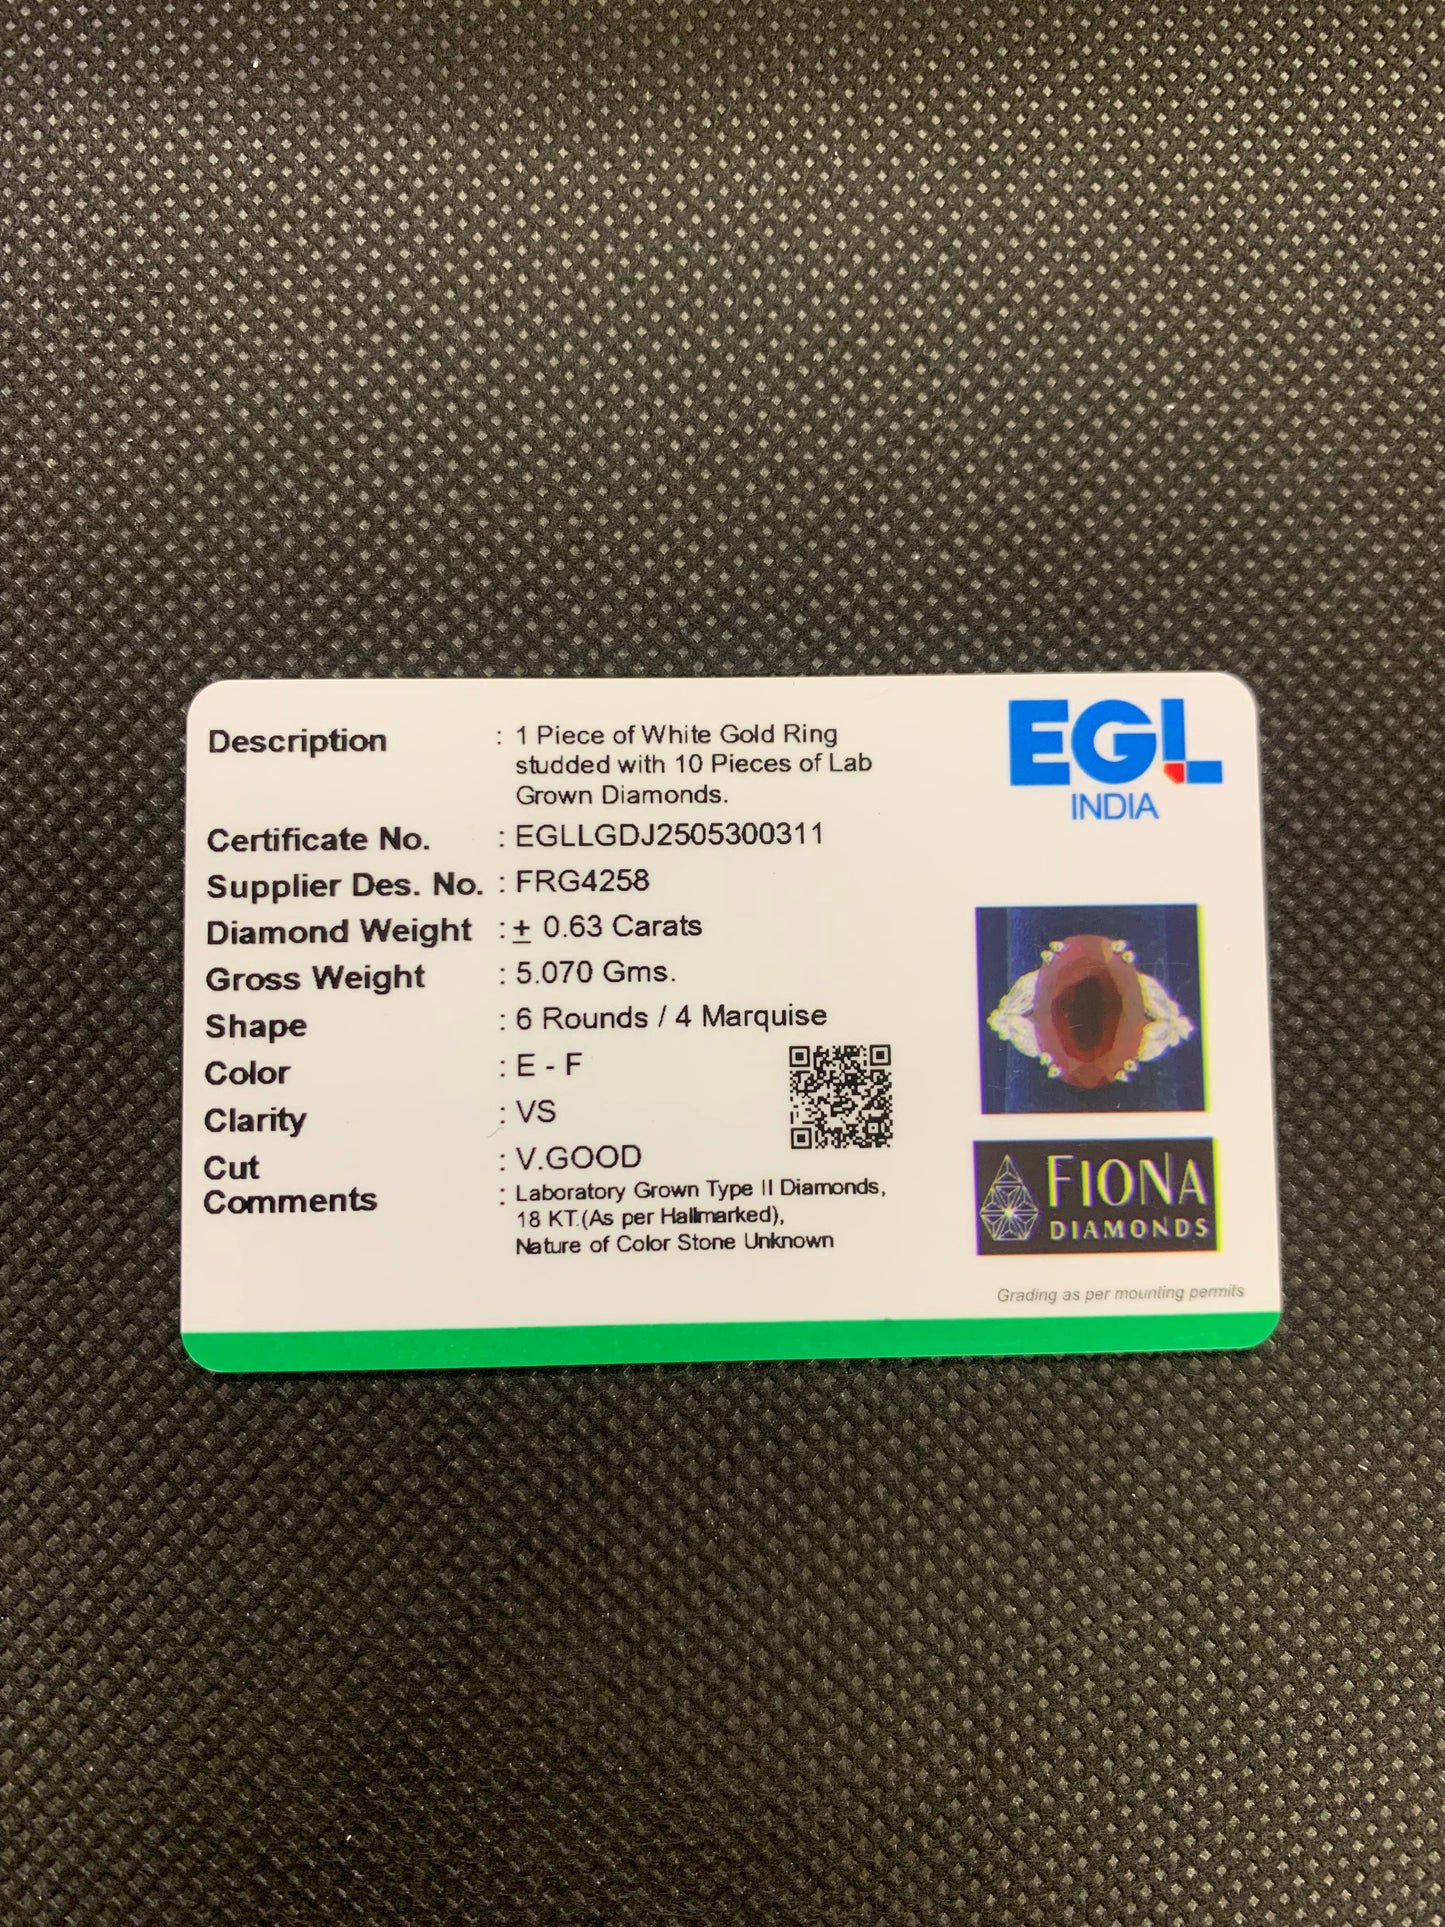 EGL
INDIA
Description : 1 Piece of White Gold Ring
studded with 10 Pieces of Lab
Grown Diamonds.
Certificate No. : EGLLGDJ2505300311
Supplier Des. No. : FRG4258
Diamond Weight : ± 0.63 Carats
Gross Weight : 5.070 Gms.
Shape : 6 Rounds / 4 Marquise
Color : E - F
Clarity : VS
Cut : V.GOOD
Comments : Laboratory Grown Type II Diamonds,
18 KT.(As per Hallmarked),
Nature of Color Stone Unknown
FIONA
DIAMONDS
Grading as per mounting permits